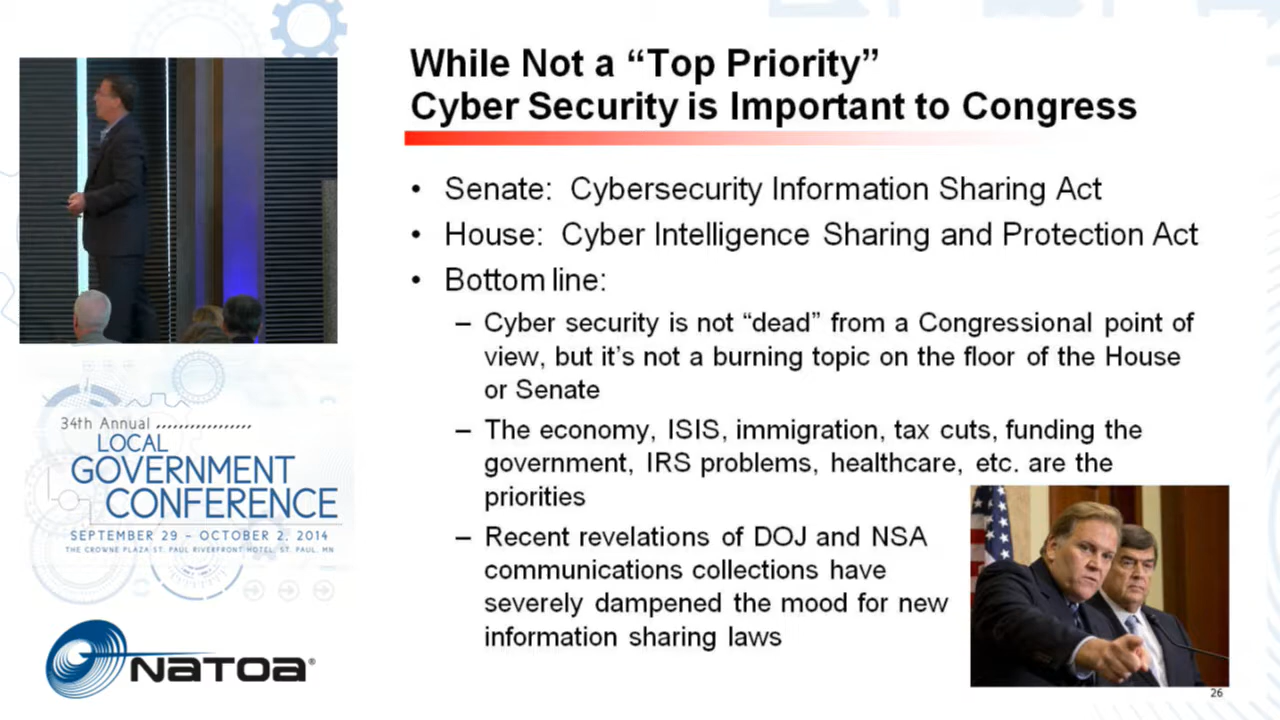 While Not a “Top Priority”
Cyber Security is Important to Congress
• Senate: Cybersecurity Information Sharing Act
• House: Cyber Intelligence Sharing and Protection Act
• Bottom line:
– Cyber security is not “dead” from a Congressional point of
view, but it’s not a burning topic on the floor of the House
or Senate
– The economy, ISIS, immigration, tax cuts, funding the
government, IRS problems, healthcare, etc. are the
priorities
– Recent revelations of DOJ and NSA
communications collections have
severely dampened the mood for new
information sharing laws
26
34th Annual
LOCAL
GOVERNMENT
CONFERENCE
SEPTEMBER 29 – OCTOBER 2, 2014
THE CROWNE PLAZA ST. PAUL RIVERFRONT HOTEL, ST. PAUL, MN
NATOA®